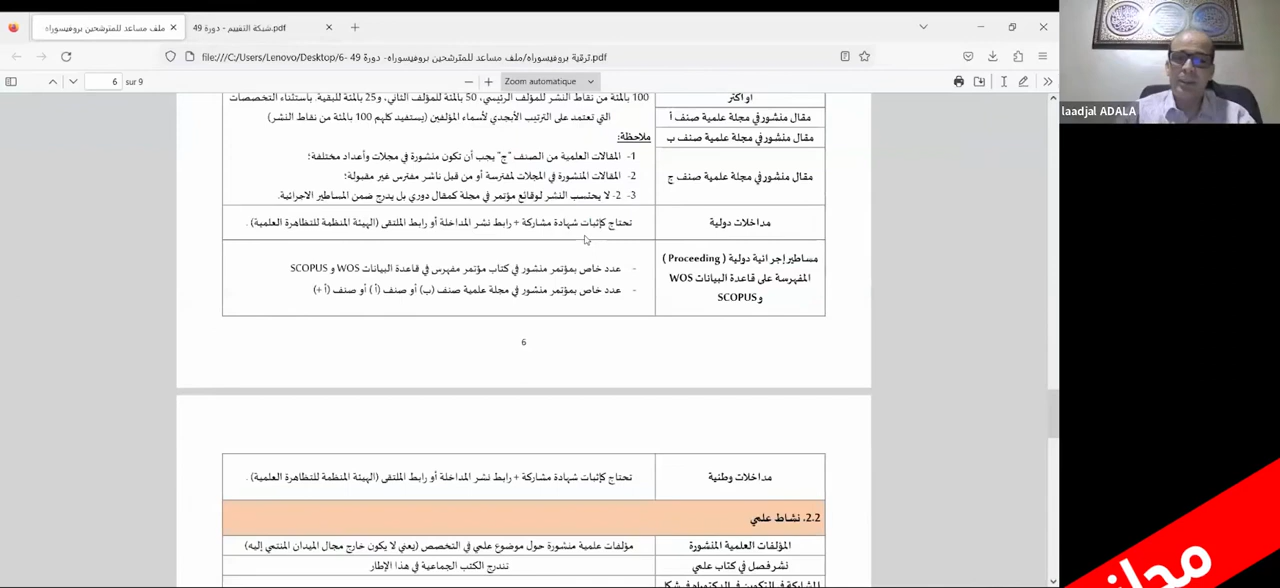 ملف مساعد للمترشحين بروفيسوراه
شبكة التقييم - دورة 49.pdf
file:///C:/Users/Lenovo/Desktop/6- ترقية بروفيسوراه/ملف مساعد للمترشحين بروفيسوراه- دورة 49.pdf
6 sur 9
Zoom automatique
laadjal ADALA
أو أكثر
100 بالمئة من نقاط النشر للمؤلف الرئيسي، 50 بالمئة للمؤلف الثاني، و25 بالمئة للبقية. باستثناء التخصصات
مقال منشور في مجلة علمية صنف أ
التي تعتمد على الترتيب الأبجدي لأسماء المؤلفين (يستفيد كلهم 100 بالمئة من نقاط النشر)
مقال منشور في مجلة علمية صنف ب
ملاحظة:
مقال منشور في مجلة علمية صنف ج
1- المقالات العلمية من الصنف "ج" يجب أن تكون منشورة في مجلات وأعداد مختلفة؛
2- المقالات المنشورة في المجلات لمفترسة أو من قبل ناشر مفترس غير مقبولة؛
3- 2- لا يحتسب النشر لوقائع مؤتمر في مجلة كمقال دوري بل يدرج ضمن المساطير الاجرائية.
مداخلات دولية
تحتاج كإثبات شهادة مشاركة + رابط نشر المداخلة أو رابط الملتقى (الهيئة المنظمة للتظاهرة العلمية) .
مساطير إجرائية دولية ( Proceeding )
المفهرسة على قاعدة البيانات WOS
و SCOPUS
- عدد خاص بمؤتمر منشور في كتاب مؤتمر مفهرس في قاعدة البيانات WOS و SCOPUS
- عدد خاص بمؤتمر منشور في مجلة علمية صنف (ب) أو صنف (أ ) أو صنف (أ +)
6
مداخلات وطنية
تحتاج كإثبات شهادة مشاركة + رابط نشر المداخلة أو رابط الملتقى (الهيئة المنظمة للتظاهرة العلمية) .
2.2. نشاط علمي
المؤلفات العلمية المنشورة
مؤلفات علمية منشورة حول موضوع علمي في التخصص (يعني لا يكون خارج مجال الميدان المنتمي إليه)
نشر فصل في كتاب علمي
تندرج الكتب الجماعية في هذا الإطار
المشاركة في التكوين في الدكتوراه في شكل